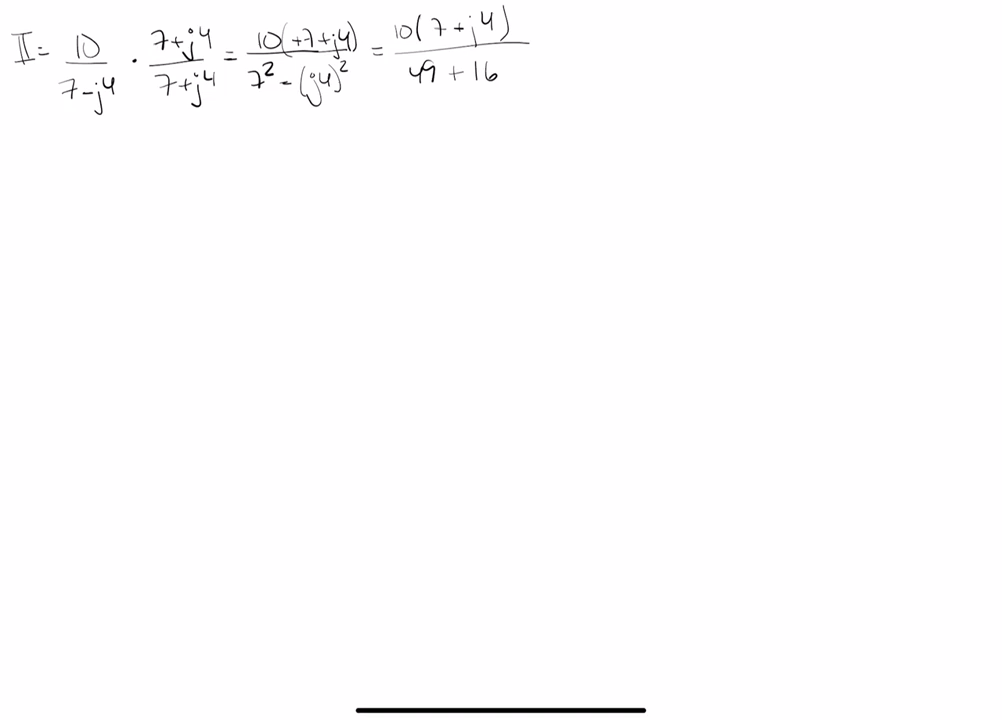 𝕀 = 10/(7-j4) · (7+j4)/(7+j4) = 10(+7+j4)/(7² - (j4)²) = 10(7+j4)/(49+16)